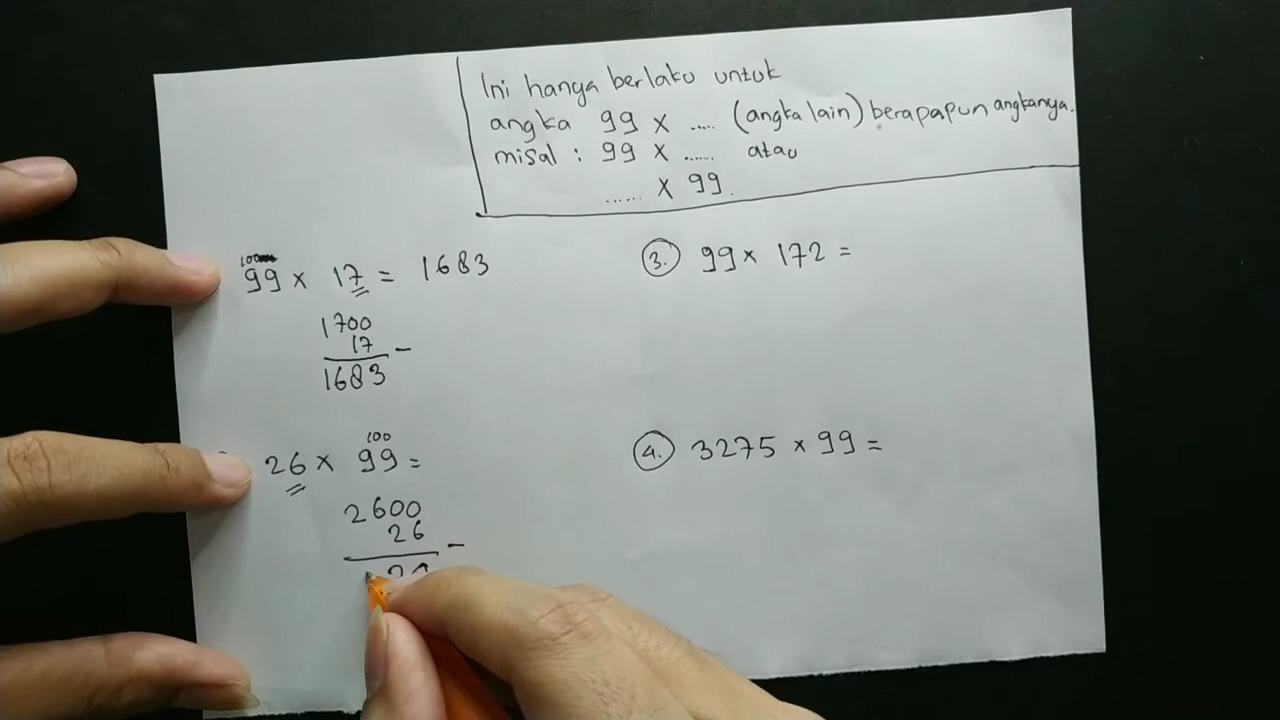 Ini hanya berlaku untuk
angka 99 x ..... (angka lain) berapapun angkanya.
misal : 99 x ...... atau
...... x 99.
100
99 x 17 = 1683
1700
17 -
1683
100
26 x 99 =
2600
26 -
3. 99 x 172 =
4. 3275 x 99 =